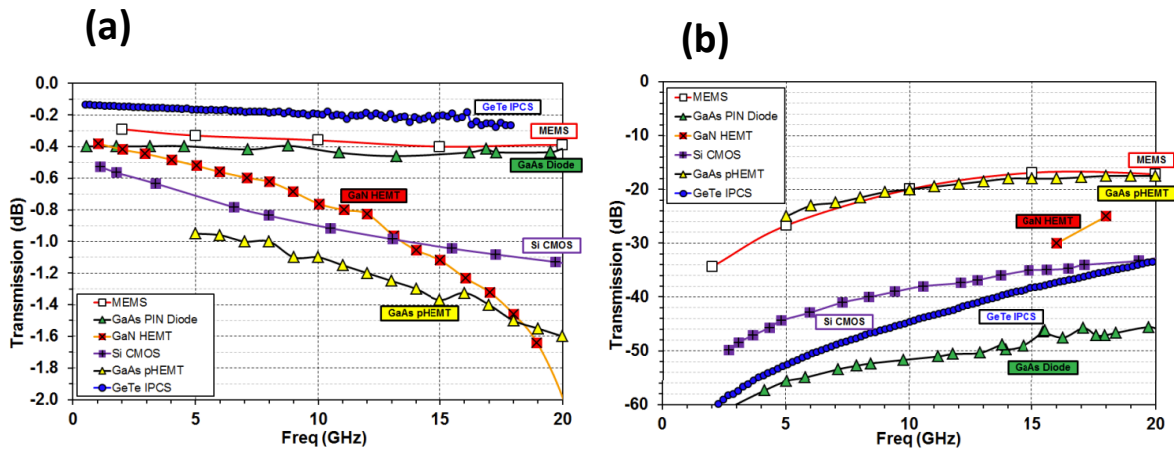 (a)
(b)
0.0
-0.2
-0.4
-0.6
-0.8
-1.0
-1.2
-1.4
-1.6
-1.8
-2.0
Transmission (dB)
GeTe IPCS
MEMS
GaAs Diode
GaN HEMT
Si CMOS
GaAs pHEMT
MEMS
GaAs PIN Diode
GaN HEMT
Si CMOS
GaAs pHEMT
GeTe IPCS
0
5
10
15
20
Freq (GHz)
0
-10
-20
-30
-40
-50
-60
Transmission (dB)
MEMS
GaAs PIN Diode
GaN HEMT
Si CMOS
GaAs pHEMT
GeTe IPCS
MEMS
GaAs pHEMT
GaN HEMT
Si CMOS
GeTe IPCS
GaAs Diode
0
5
10
15
20
Freq (GHz)